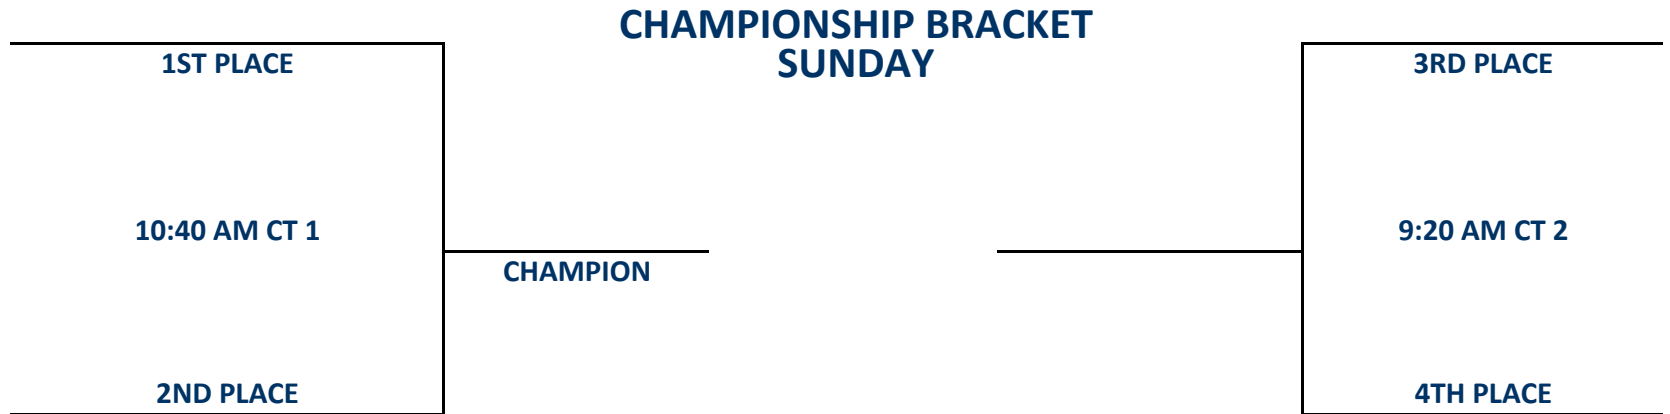 CHAMPIONSHIP BRACKET
SUNDAY
1ST PLACE
3RD PLACE
10:40 AM CT 1
9:20 AM CT 2
CHAMPION
2ND PLACE
4TH PLACE